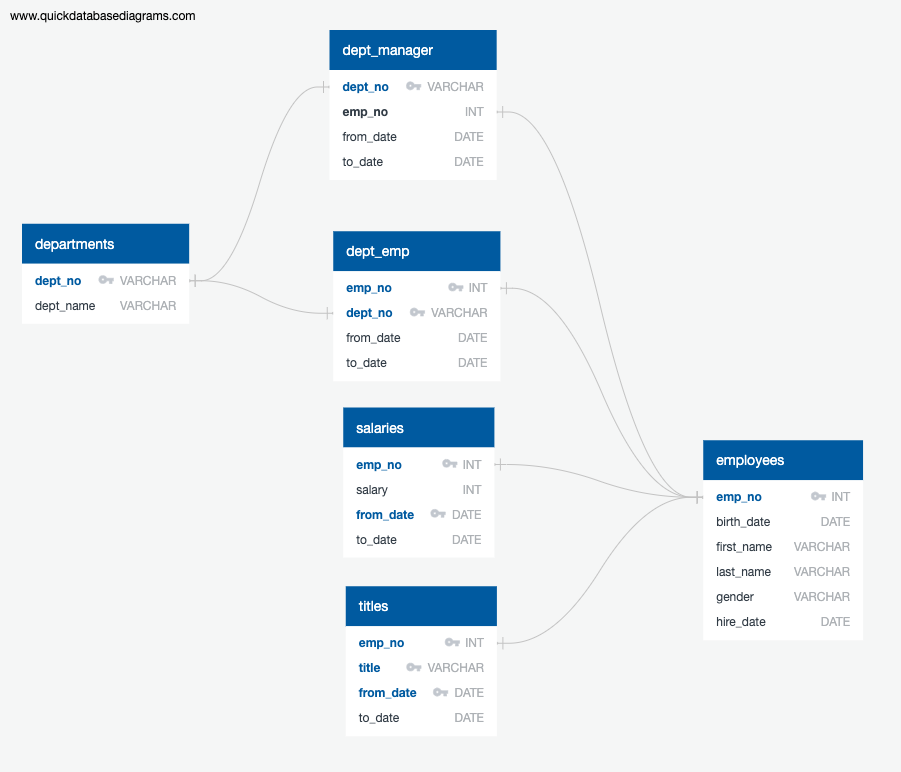 www.quickdatabasediagrams.com
dept_manager
dept_no VARCHAR
emp_no INT
from_date DATE
to_date DATE
departments
dept_no VARCHAR
dept_name VARCHAR
dept_emp
emp_no INT
dept_no VARCHAR
from_date DATE
to_date DATE
salaries
emp_no INT
salary INT
from_date DATE
to_date DATE
employees
emp_no INT
birth_date DATE
first_name VARCHAR
last_name VARCHAR
gender VARCHAR
hire_date DATE
titles
emp_no INT
title VARCHAR
from_date DATE
to_date DATE